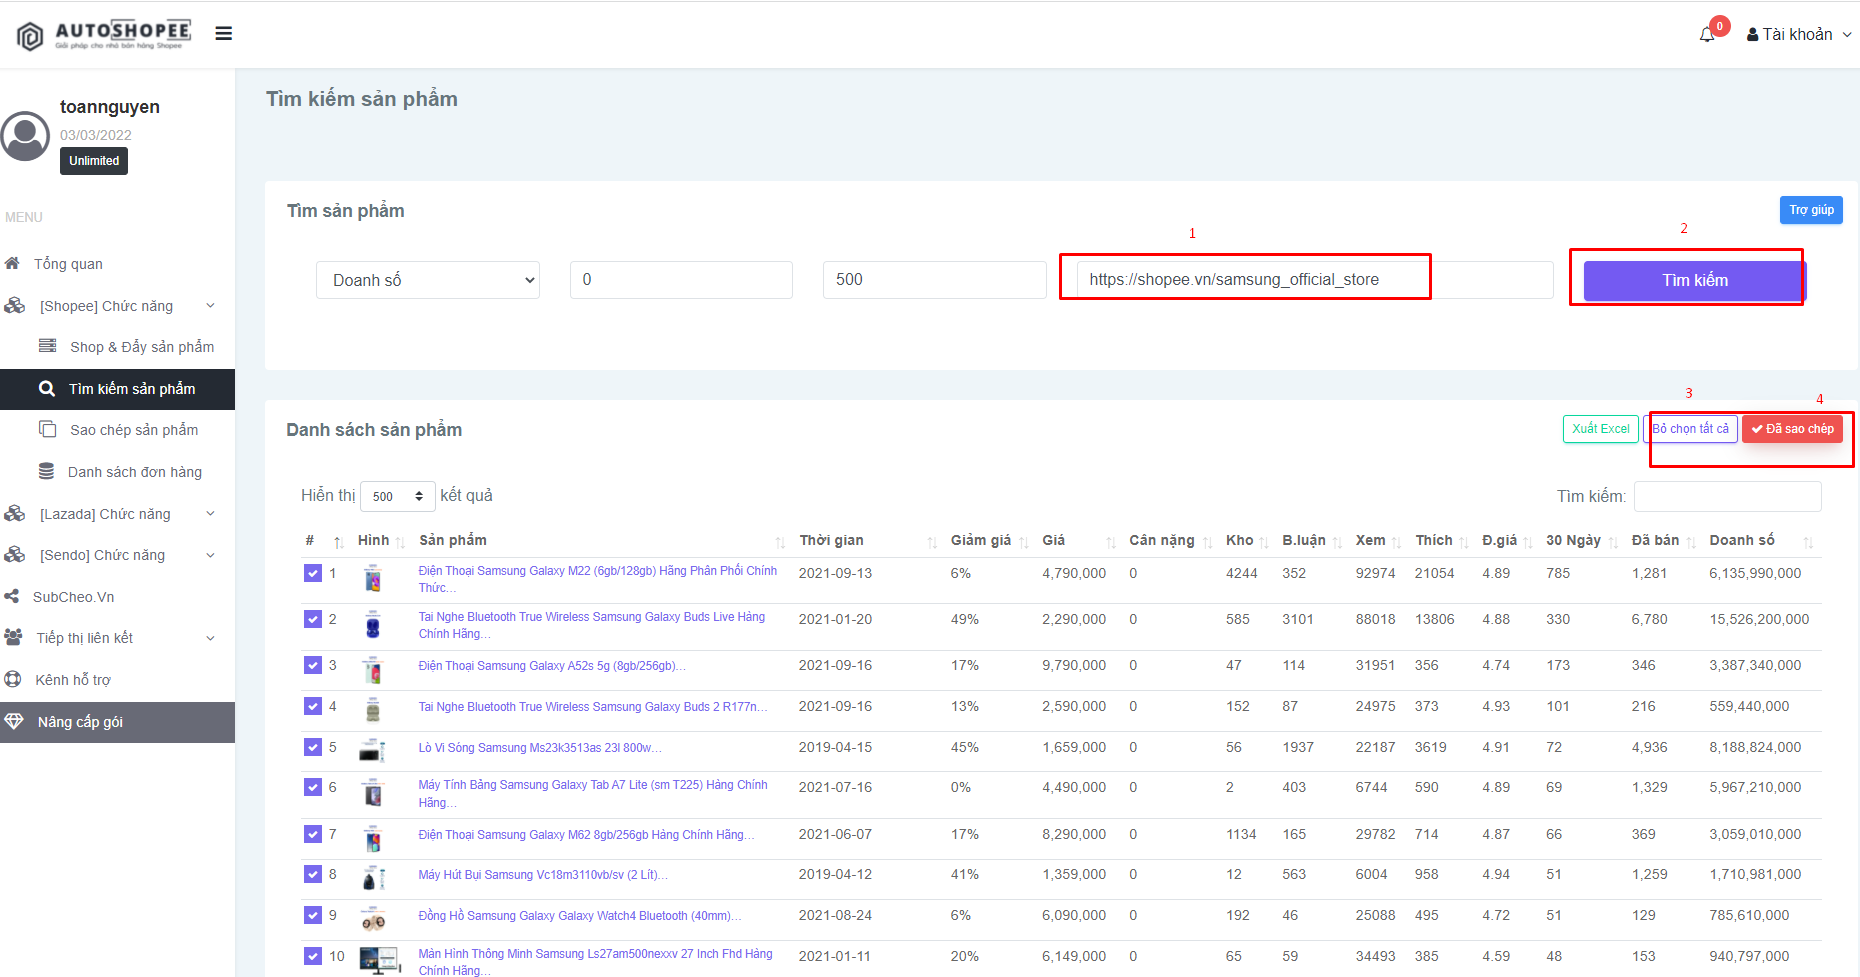 AUTOSHOPEE
Giải pháp cho nhà bán hàng Shopee
0
Tài khoản
toannguyen
03/03/2022
Unlimited
MENU
Tổng quan
[Shopee] Chức năng
Shop & Đẩy sản phẩm
Tìm kiếm sản phẩm
Sao chép sản phẩm
Danh sách đơn hàng
[Lazada] Chức năng
[Sendo] Chức năng
SubCheo.Vn
Tiếp thị liên kết
Kênh hỗ trợ
Nâng cấp gói
Tìm kiếm sản phẩm
Tìm sản phẩm
Trợ giúp
1
2
Doanh số
0
500
https://shopee.vn/samsung_official_store
Tìm kiếm
3
4
Danh sách sản phẩm
Xuất Excel
Bỏ chọn tất cả
Đã sao chép
Hiển thị 500 kết quả
Tìm kiếm:
# Hình Sản phẩm Thời gian Giảm giá Giá Cân nặng Kho B.luận Xem Thích Đ.giá 30 Ngày Đã bán Doanh số
1 Điện Thoại Samsung Galaxy M22 (6gb/128gb) Hãng Phân Phối Chính 2021-09-13 6% 4,790,000 0 4244 352 92974 21054 4.89 785 1,281 6,135,990,000
Thức...
2 Tai Nghe Bluetooth True Wireless Samsung Galaxy Buds Live Hàng 2021-01-20 49% 2,290,000 0 585 3101 88018 13806 4.88 330 6,780 15,526,200,000
Chính Hãng...
3 Điện Thoại Samsung Galaxy A52s 5g (8gb/256gb)... 2021-09-16 17% 9,790,000 0 47 114 31951 356 4.74 173 346 3,387,340,000
4 Tai Nghe Bluetooth True Wireless Samsung Galaxy Buds 2 R177n... 2021-09-16 13% 2,590,000 0 152 87 24975 373 4.93 101 216 559,440,000
5 Lò Vi Sóng Samsung Ms23k3513as 23l 800w... 2019-04-15 45% 1,659,000 0 56 1937 22187 3619 4.91 72 4,936 8,188,824,000
6 Máy Tính Bảng Samsung Galaxy Tab A7 Lite (sm T225) Hàng Chính 2021-07-16 0% 4,490,000 0 2 403 6744 590 4.89 69 1,329 5,967,210,000
Hãng...
7 Điện Thoại Samsung Galaxy M62 8gb/256gb Hàng Chính Hãng... 2021-06-07 17% 8,290,000 0 1134 165 29782 714 4.87 66 369 3,059,010,000
8 Máy Hút Bụi Samsung Vc18m3110vb/sv (2 Lít)... 2019-04-12 41% 1,359,000 0 12 563 6004 958 4.94 51 1,259 1,710,981,000
9 Đồng Hồ Samsung Galaxy Galaxy Watch4 Bluetooth (40mm)... 2021-08-24 6% 6,090,000 0 192 46 25088 495 4.72 51 129 785,610,000
10 Màn Hình Thông Minh Samsung Ls27am500nexxv 27 Inch Fhd Hàng 2021-01-11 20% 6,149,000 0 65 59 34493 385 4.59 48 153 940,797,000
Chính Hãng...